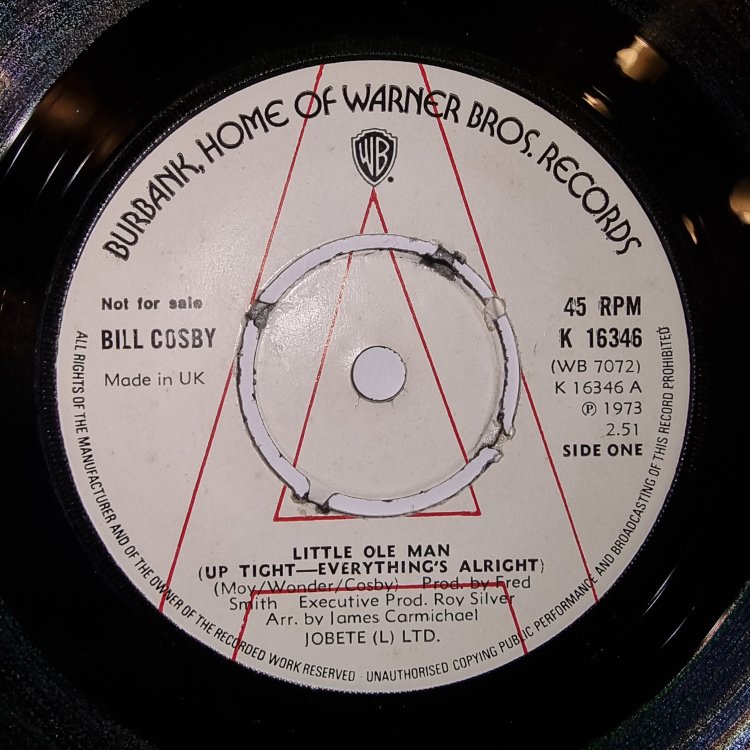 BURBANK, HOME OF WARNER BROS. RECORDS
WB
Not for sale
BILL COSBY
Made in UK
45 RPM
K 16346
(WB 7072)
K 16346 A
Ⓟ 1973
2.51
SIDE ONE
LITTLE OLE MAN
(UP TIGHT—EVERYTHING'S ALRIGHT)
(Moy/Wonder/Cosby) Prod. by Fred
Smith Executive Prod. Roy Silver
Arr. by James Carmichael
JOBETE (L) LTD.
ALL RIGHTS OF THE MANUFACTURER AND OF THE OWNER OF THE RECORDED WORK RESERVED · UNAUTHORISED COPYING PUBLIC PERFORMANCE AND BROADCASTING OF THIS RECORD PROHIBITED